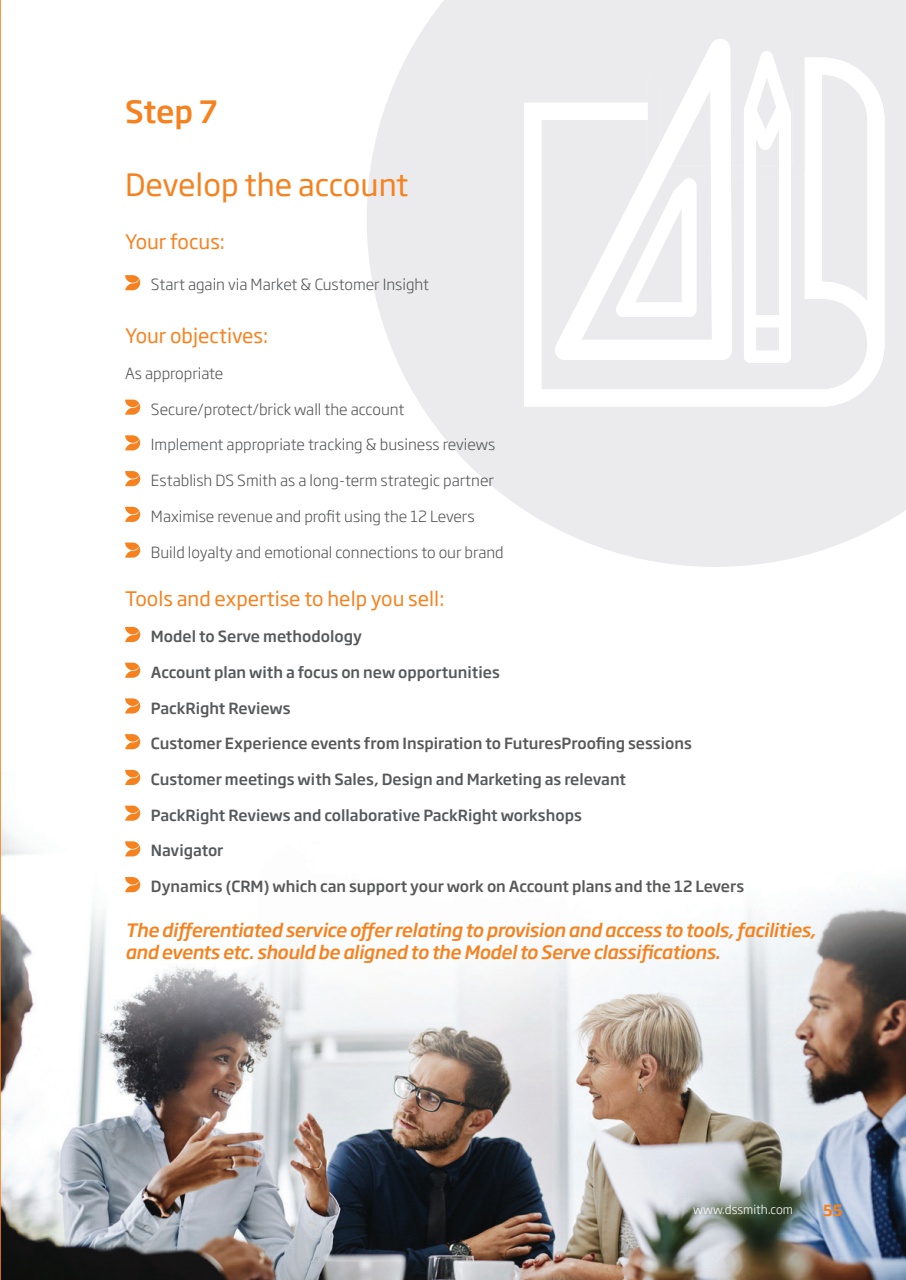 Step 7
Develop the account
Your focus:
Start again via Market & Customer Insight
Your objectives:
As appropriate
Secure/protect/brick wall the account
Implement appropriate tracking & business reviews
Establish DS Smith as a long-term strategic partner
Maximise revenue and profit using the 12 Levers
Build loyalty and emotional connections to our brand
Tools and expertise to help you sell:
Model to Serve methodology
Account plan with a focus on new opportunities
PackRight Reviews
Customer Experience events from Inspiration to FuturesProofing sessions
Customer meetings with Sales, Design and Marketing as relevant
PackRight Reviews and collaborative PackRight workshops
Navigator
Dynamics (CRM) which can support your work on Account plans and the 12 Levers
The differentiated service offer relating to provision and access to tools, facilities,
and events etc. should be aligned to the Model to Serve classifications.
www.dssmith.com 55